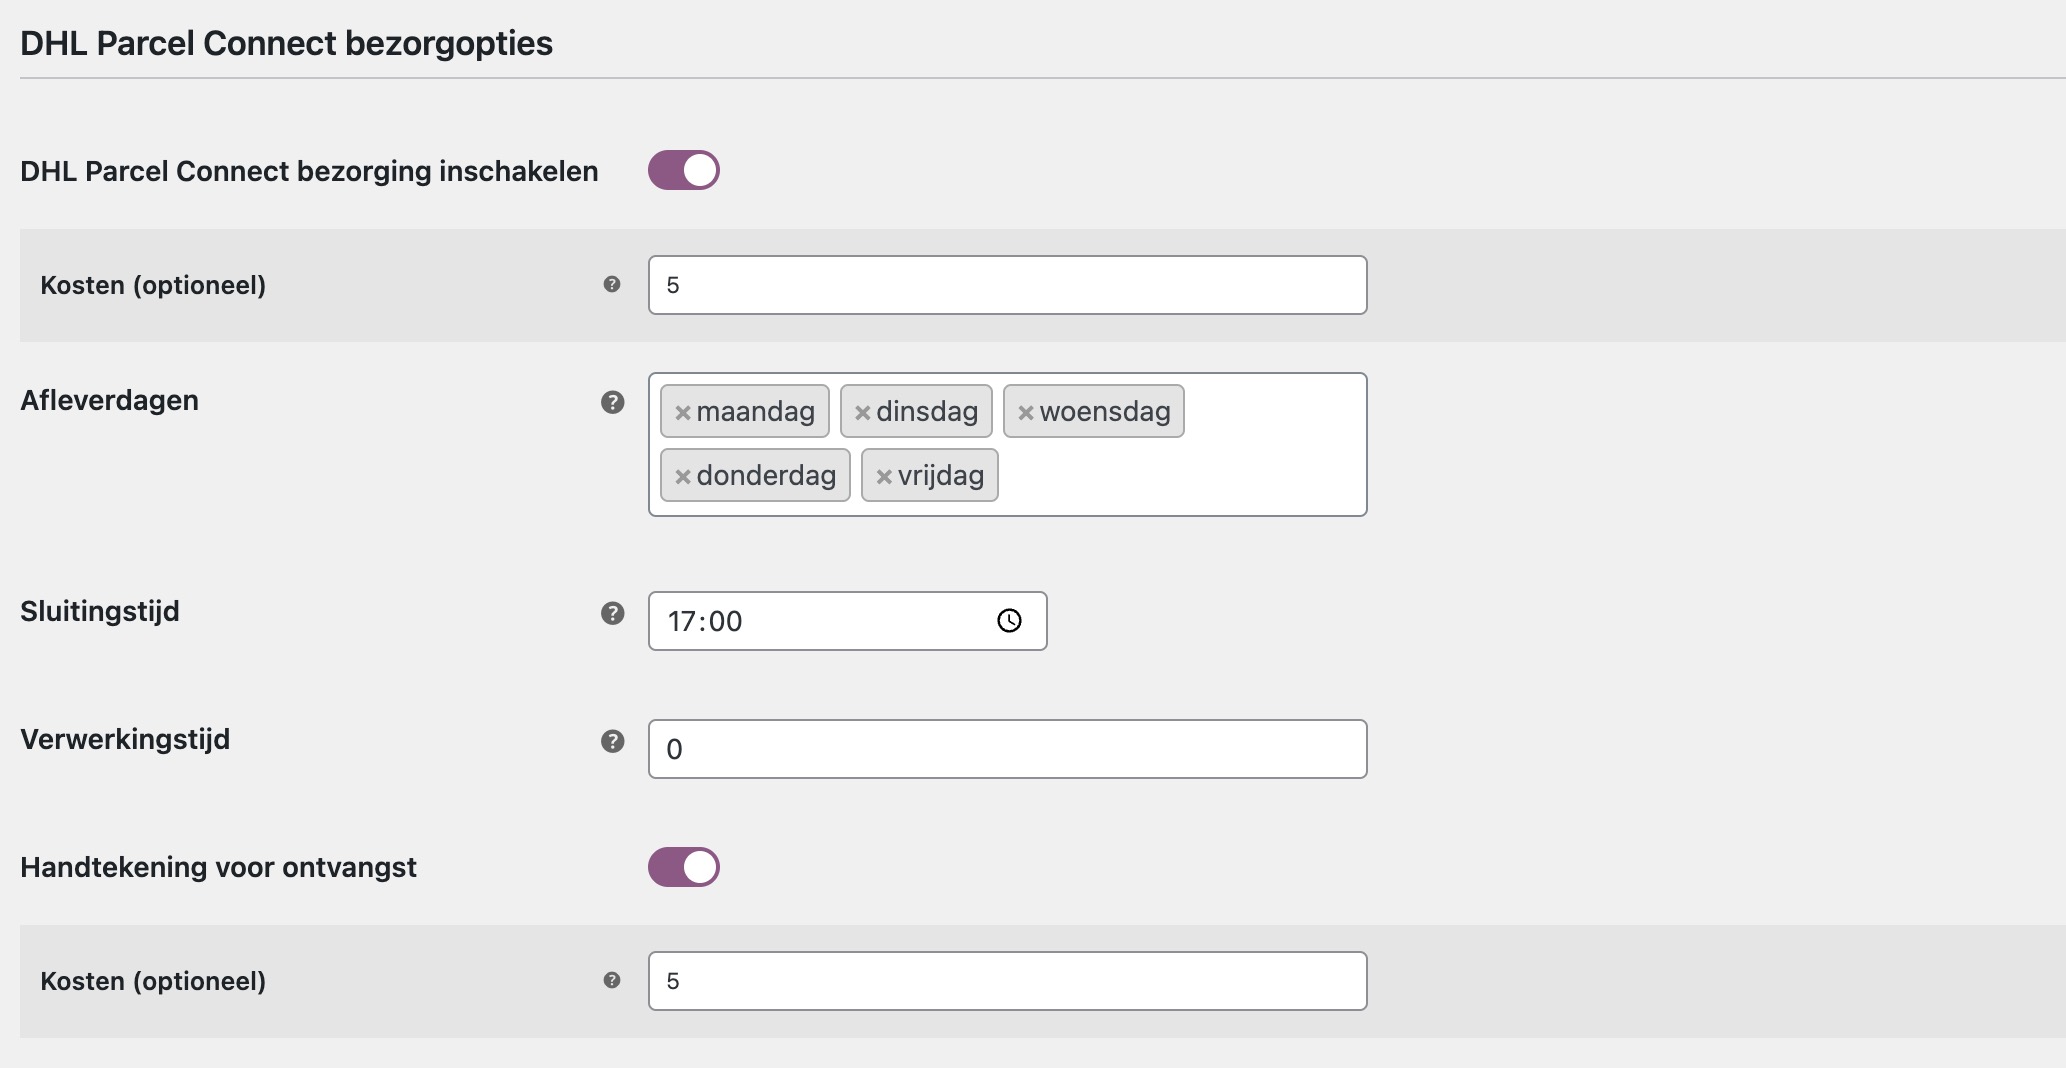 DHL Parcel Connect bezorgopties
DHL Parcel Connect bezorging inschakelen
Kosten (optioneel) ? 5
Afleverdagen ? ×maandag ×dinsdag ×woensdag
×donderdag ×vrijdag
Sluitingstijd ? 17:00
Verwerkingstijd ? 0
Handtekening voor ontvangst
Kosten (optioneel) ? 5